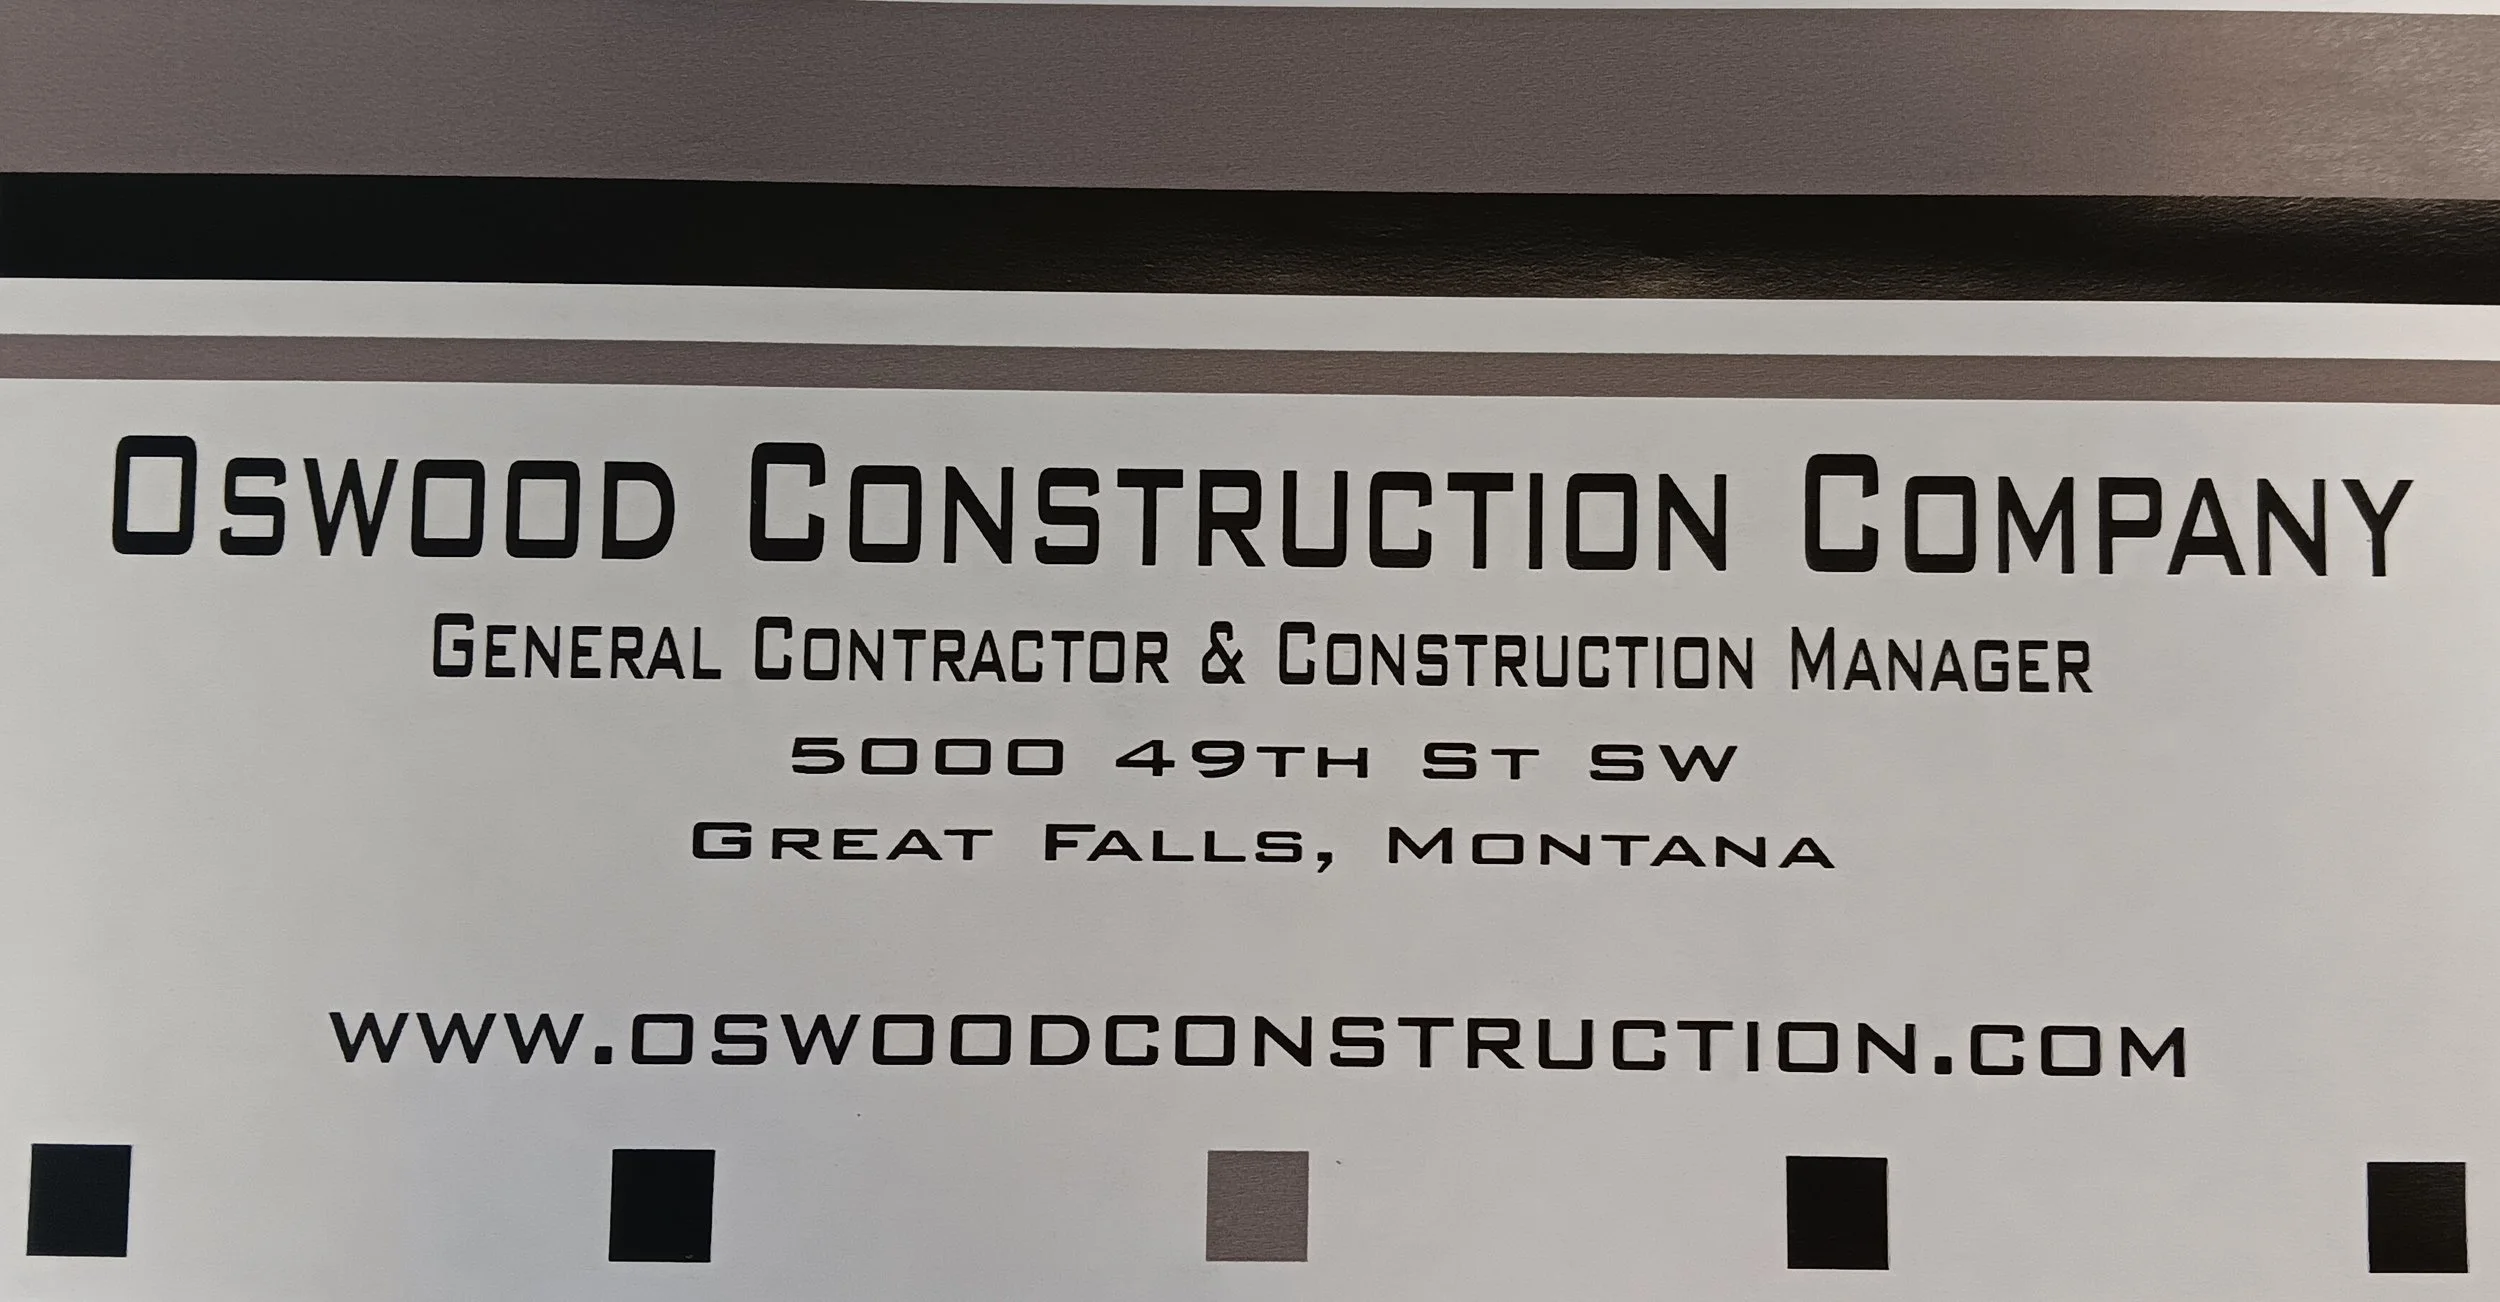 Oswood Construction Company
General Contractor & Construction Manager
5000 49th St SW
Great Falls, Montana
www.oswoodconstruction.com